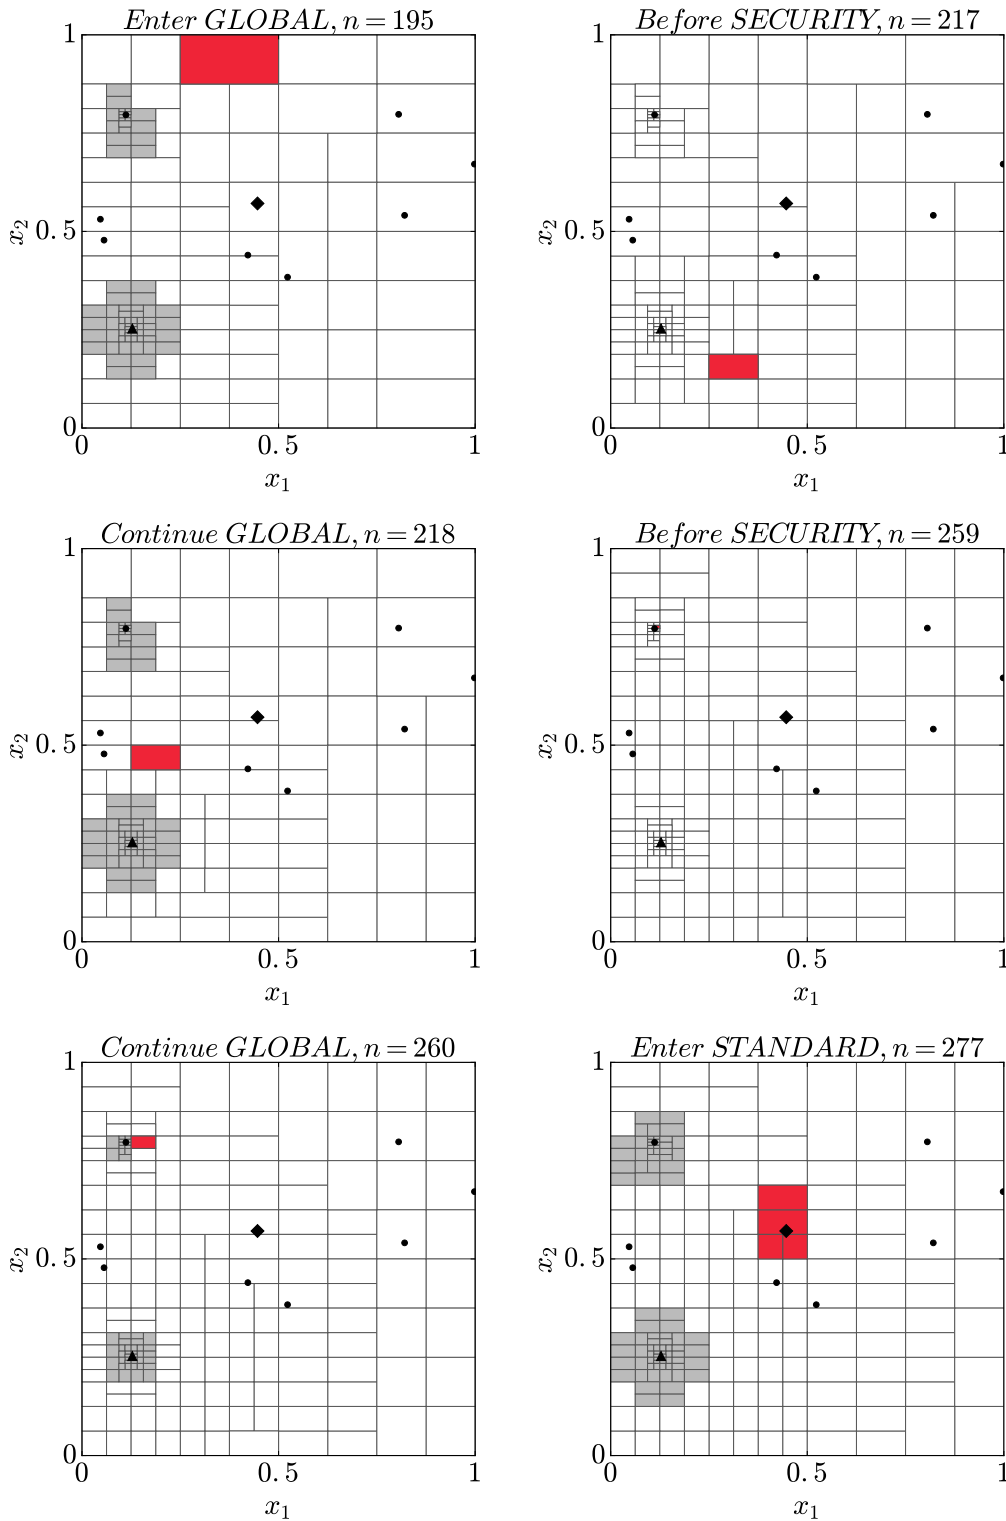 Enter GLOBAL, n = 195
1
x2
0.5
0
0
0.5
1
x1
Before SECURITY, n = 217
1
x2
0.5
0
0
0.5
1
x1
Continue GLOBAL, n = 218
1
x2
0.5
0
0
0.5
1
x1
Before SECURITY, n = 259
1
x2
0.5
0
0
0.5
1
x1
Continue GLOBAL, n = 260
1
x2
0.5
0
0
0.5
1
x1
Enter STANDARD, n = 277
1
x2
0.5
0
0
0.5
1
x1